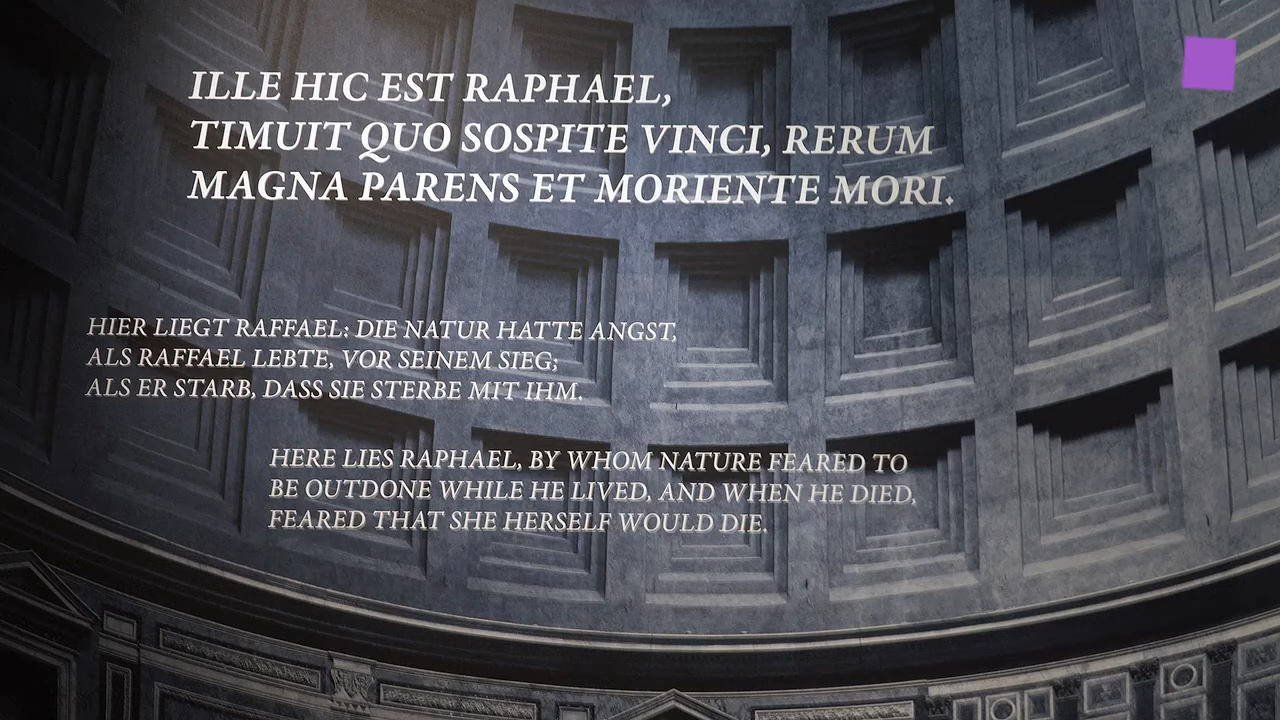 ILLE HIC EST RAPHAEL,
TIMUIT QUO SOSPITE VINCI, RERUM
MAGNA PARENS ET MORIENTE MORI.
HIER LIEGT RAFFAEL: DIE NATUR HATTE ANGST,
ALS RAFFAEL LEBTE, VOR SEINEM SIEG;
ALS ER STARB, DASS SIE STERBE MIT IHM.
HERE LIES RAPHAEL, BY WHOM NATURE FEARED TO
BE OUTDONE WHILE HE LIVED, AND WHEN HE DIED,
FEARED THAT SHE HERSELF WOULD DIE.